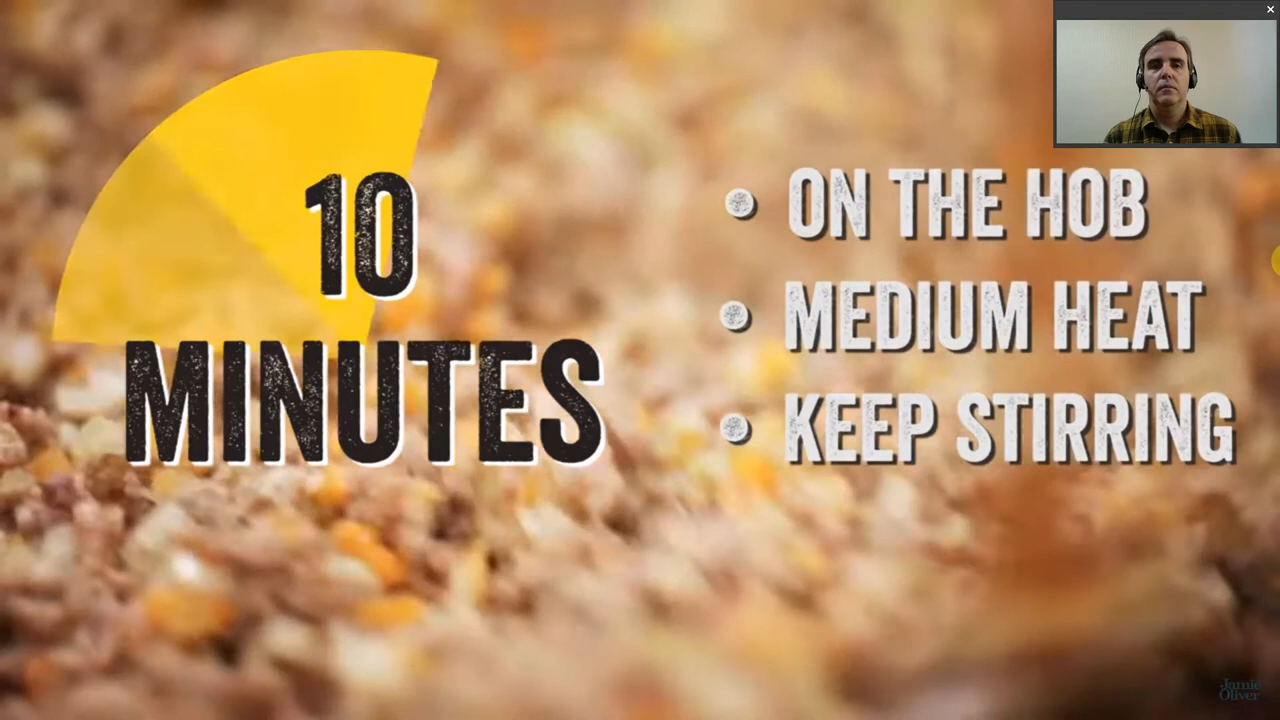 10
MINUTES
• ON THE HOB
• MEDIUM HEAT
• KEEP STIRRING
Jamie
Oliver